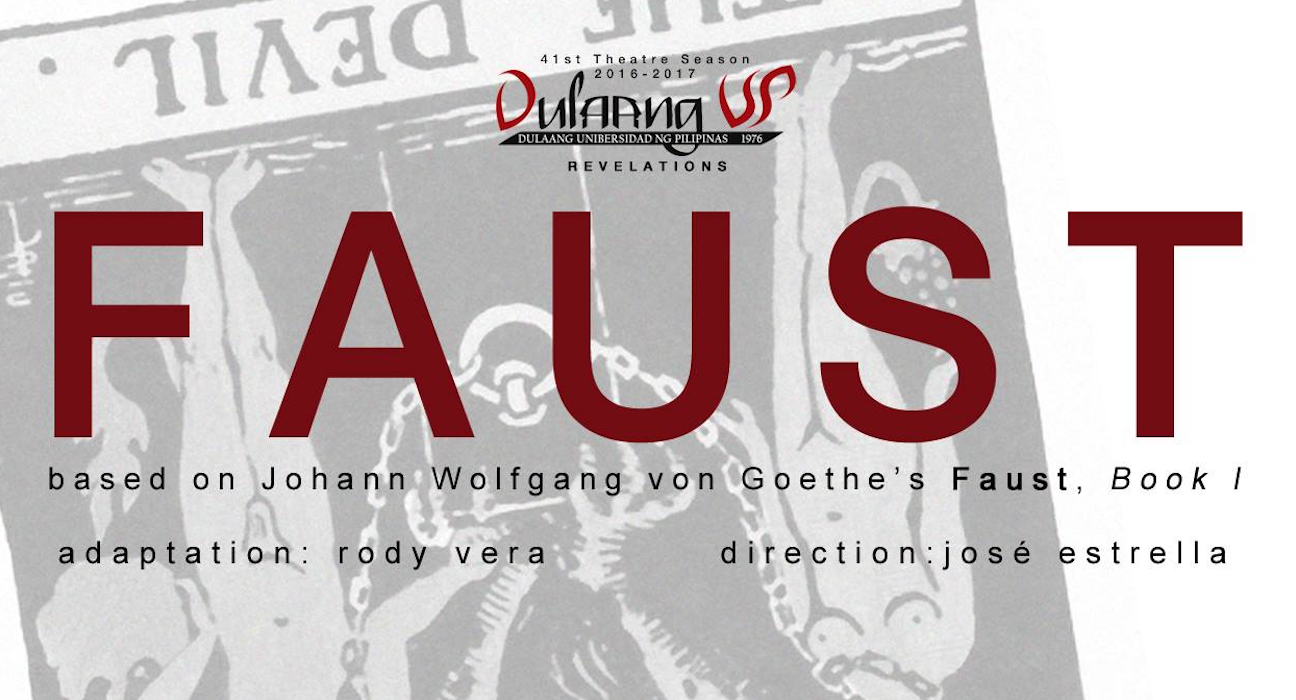 THE DEVIL.
41st Theatre Season
2016-2017
Dulaang UP
DULAANG UNIBERSIDAD NG PILIPINAS 1976
REVELATIONS
FAUST
based on Johann Wolfgang von Goethe's Faust, Book I
adaptation: rody vera direction:josé estrella